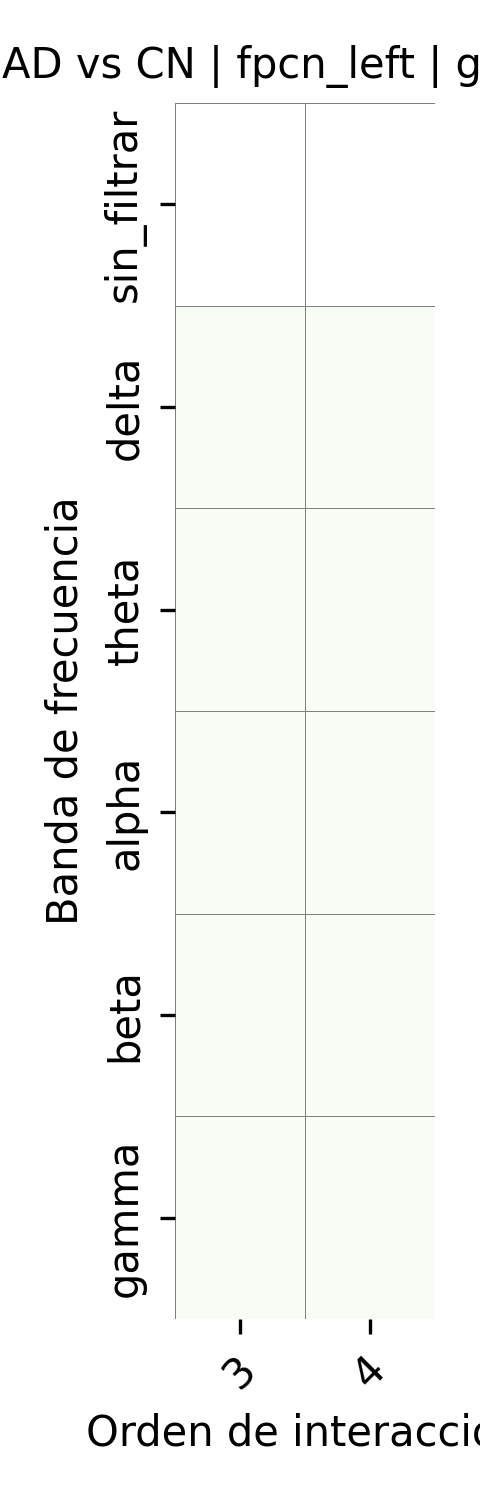 AD vs CN | fpcn_left | g
sin_filtrar
delta
theta
alpha
beta
gamma
Banda de frecuencia
3
4
Orden de interacci